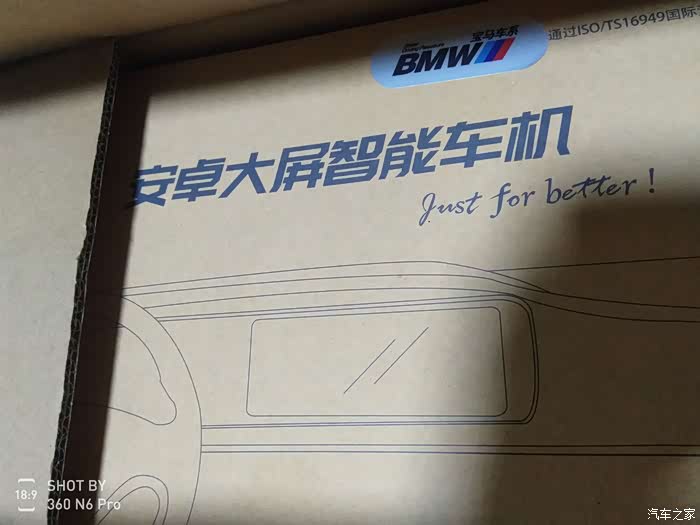 宝马车系
BMW
通过ISO/TS16949国际
安卓大屏智能车机
Just for better!
18:9
SHOT BY
360 N6 Pro
汽车之家